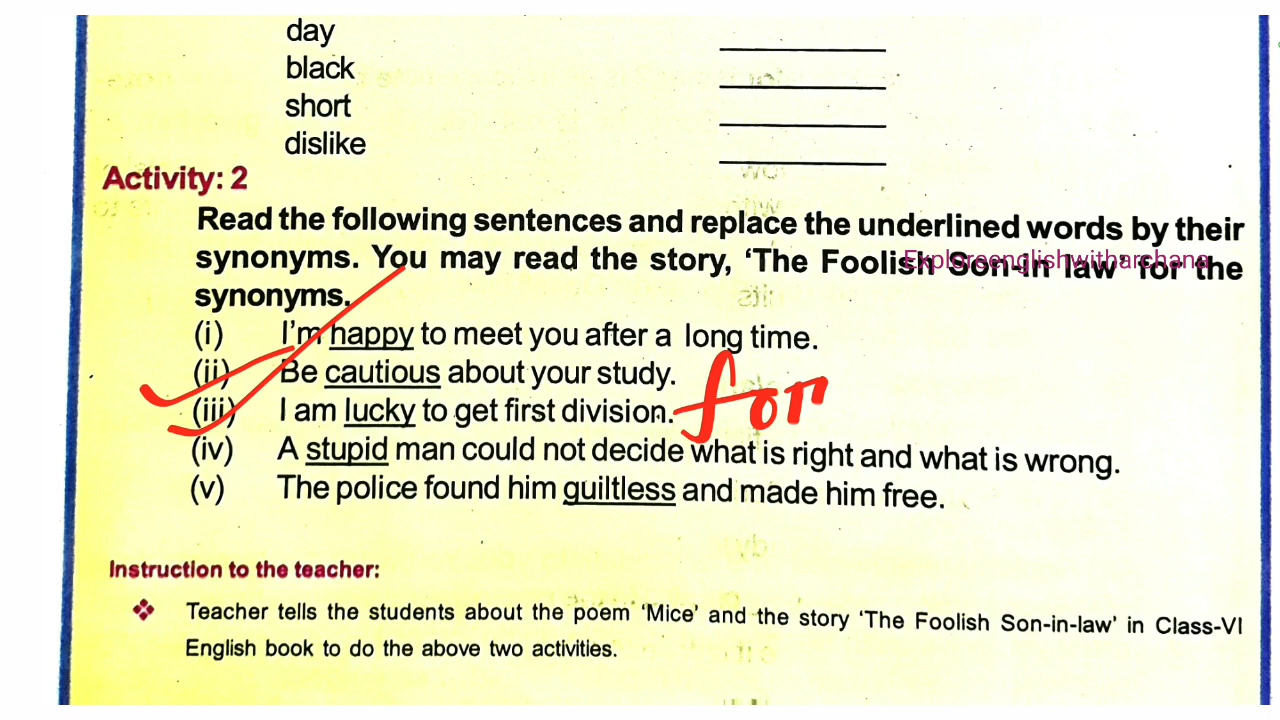 day
black
short
dislike
Activity: 2
Read the following sentences and replace the underlined words by their
synonyms. You may read the story, ‘The Foolish Son-in law’ for the
Exploreenglishwitharchana
synonyms.
(i) I'm happy to meet you after a long time.
(ii) Be cautious about your study.
(iii) I am lucky to get first division. for
(iv) A stupid man could not decide what is right and what is wrong.
(v) The police found him guiltless and made him free.
Instruction to the teacher:
❖ Teacher tells the students about the poem ‘Mice’ and the story ‘The Foolish Son-in-law’ in Class-VI
English book to do the above two activities.